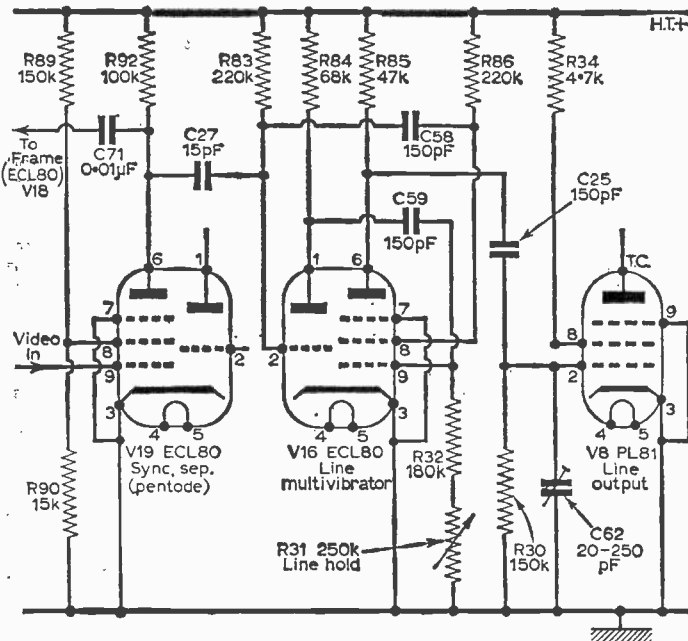 H.T.+
R89
150k
R92
100k
R83
220k
R84
68k
R85
47k
R86
220k
R34
4·7k
To
Frame
(ECL80)
V18
C71
0·01µF
C27
15pF
C58
150pF
C59
150pF
C25
150pF
T.C.
6
1
1
6
7
8
9
2
2
7
8
9
8
2
9
Video
in
3
4
5
4
5
3
4
5
3
V19 ECL80
Sync. sep.
(pentode)
V16 ECL80
Line
multivibrator
V8 PL81
Line
output
R90
15k
R32
180k
R31 250k
Line hold
R30
150k
C62
20-250
pF